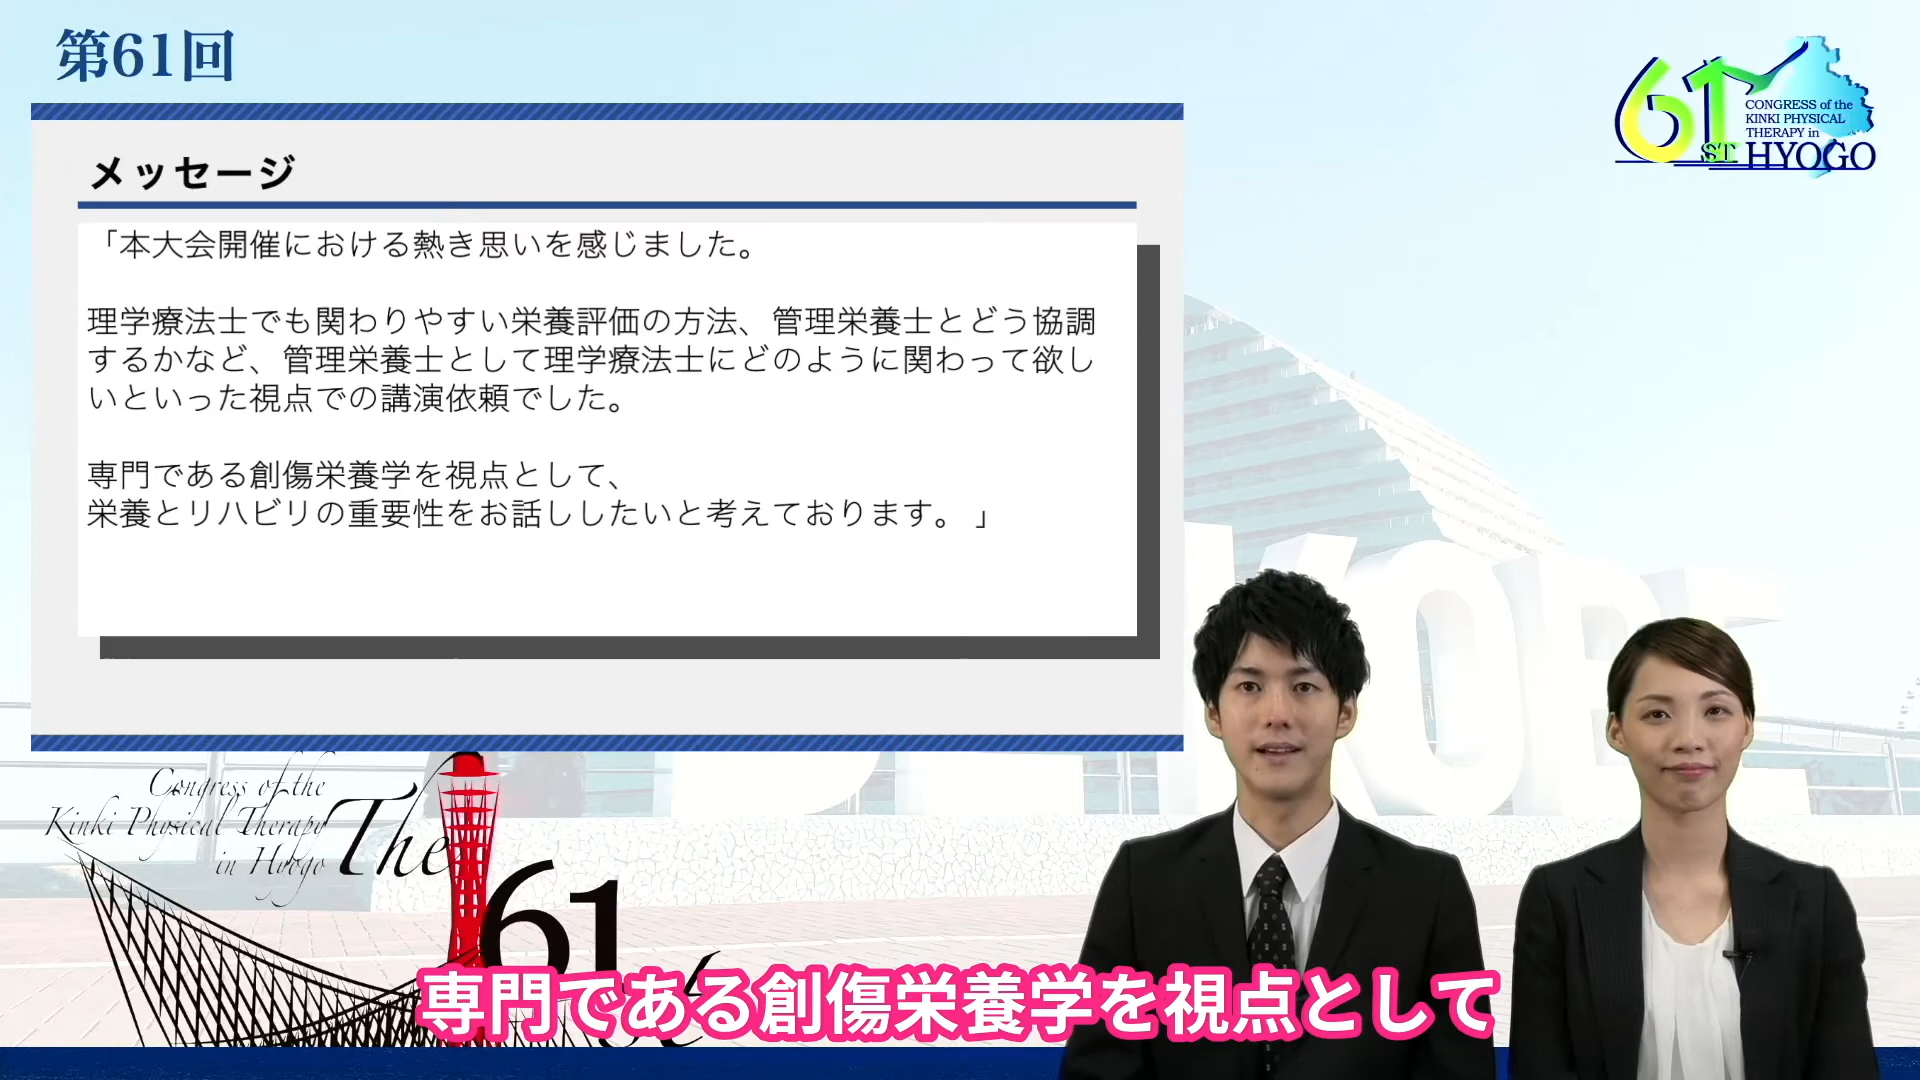 第61回
61ST
CONGRESS of the
KINKI PHYSICAL
THERAPY in
HYOGO
メッセージ
「本大会開催における熱き思いを感じました。
理学療法士でも関わりやすい栄養評価の方法、管理栄養士とどう協調
するかなど、管理栄養士として理学療法士にどのように関わって欲し
いといった視点での講演依頼でした。
専門である創傷栄養学を視点として、
栄養とリハビリの重要性をお話ししたいと考えております。 」
Congress of the
Kinki Physical Therapy
in Hyogo
The
61
専門である創傷栄養学を視点として